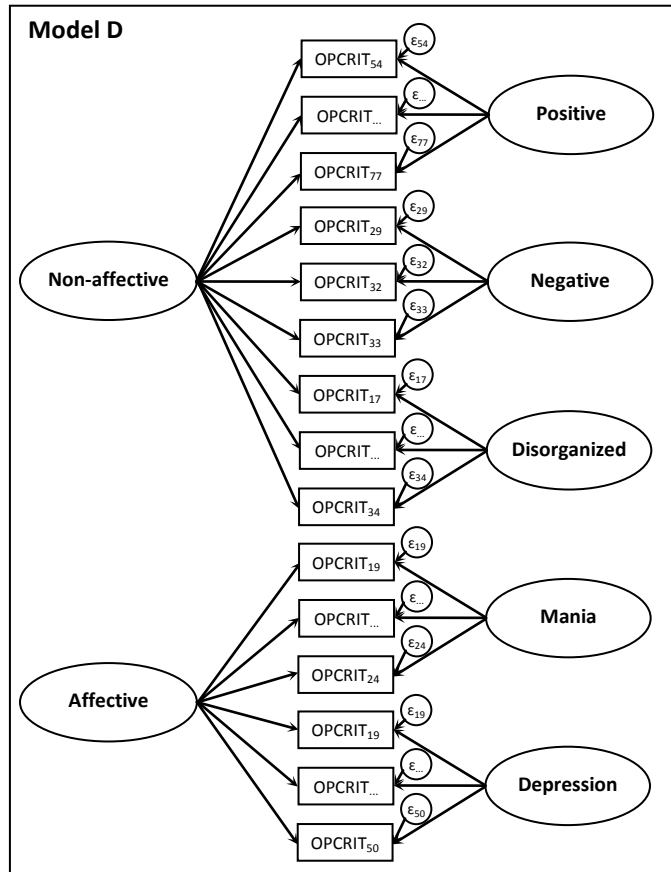 Model D
ε54
OPCRIT54
ε...
OPCRIT...
Positive
ε77
OPCRIT77
ε29
OPCRIT29
ε32
Non-affective
OPCRIT32
Negative
ε33
OPCRIT33
ε17
OPCRIT17
ε...
OPCRIT...
Disorganized
ε34
OPCRIT34
ε19
OPCRIT19
ε...
OPCRIT...
Mania
ε24
OPCRIT24
Affective
ε19
OPCRIT19
ε...
OPCRIT...
Depression
ε50
OPCRIT50